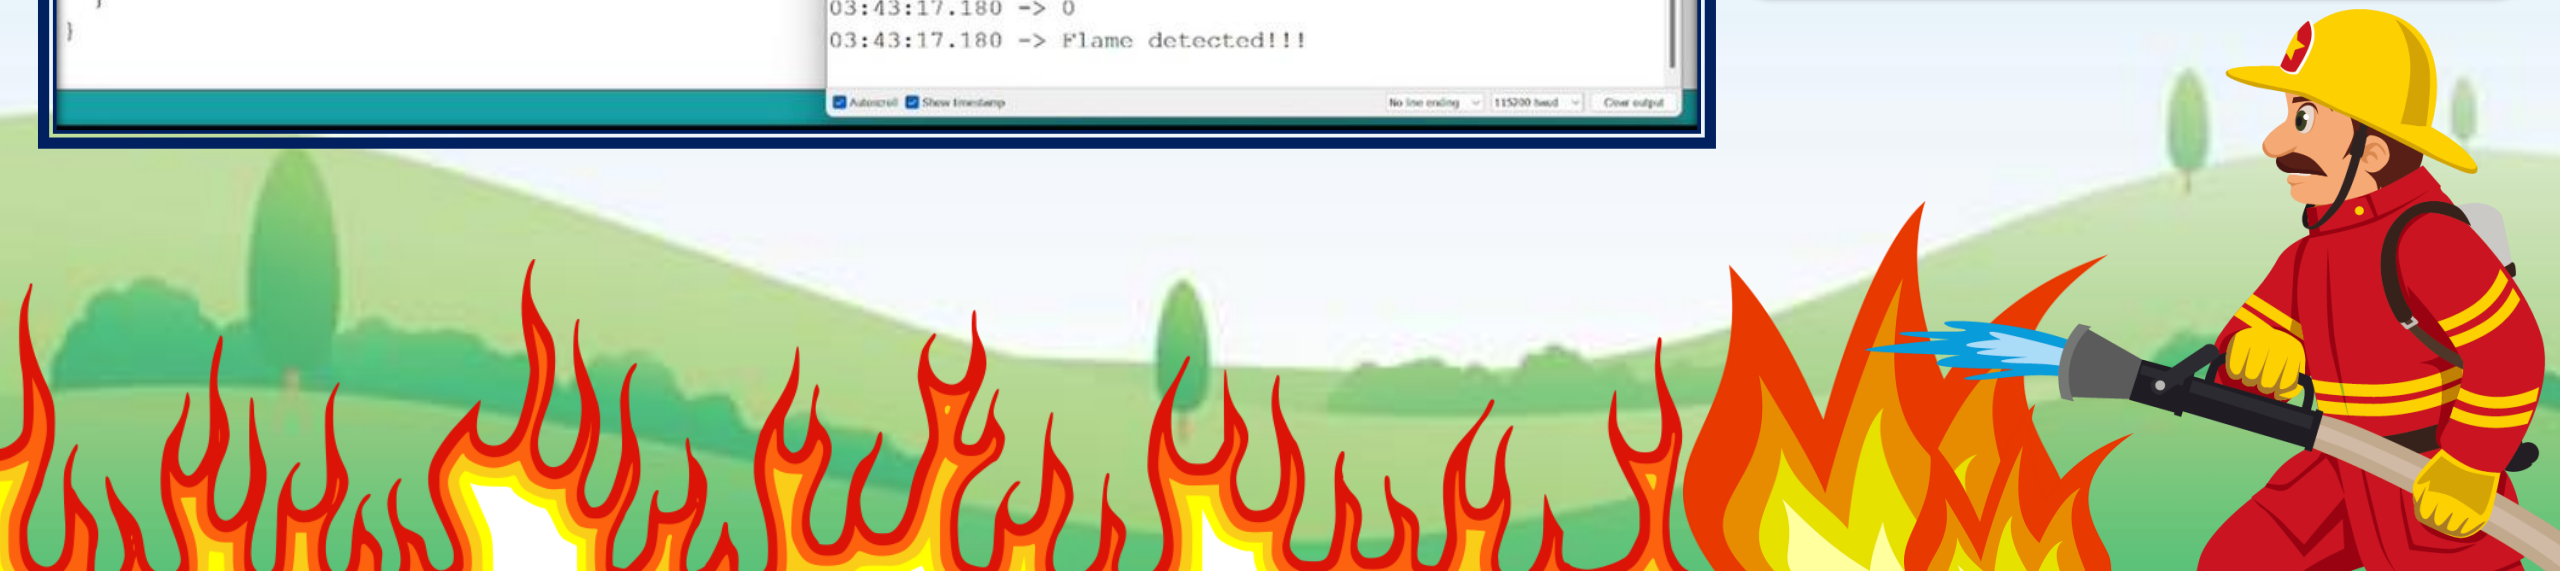 }
}
03:43:17.180 -> 0
03:43:17.180 -> Flame detected!!!
Autoscroll Show timestamp No line ending 115200 baud Clear output